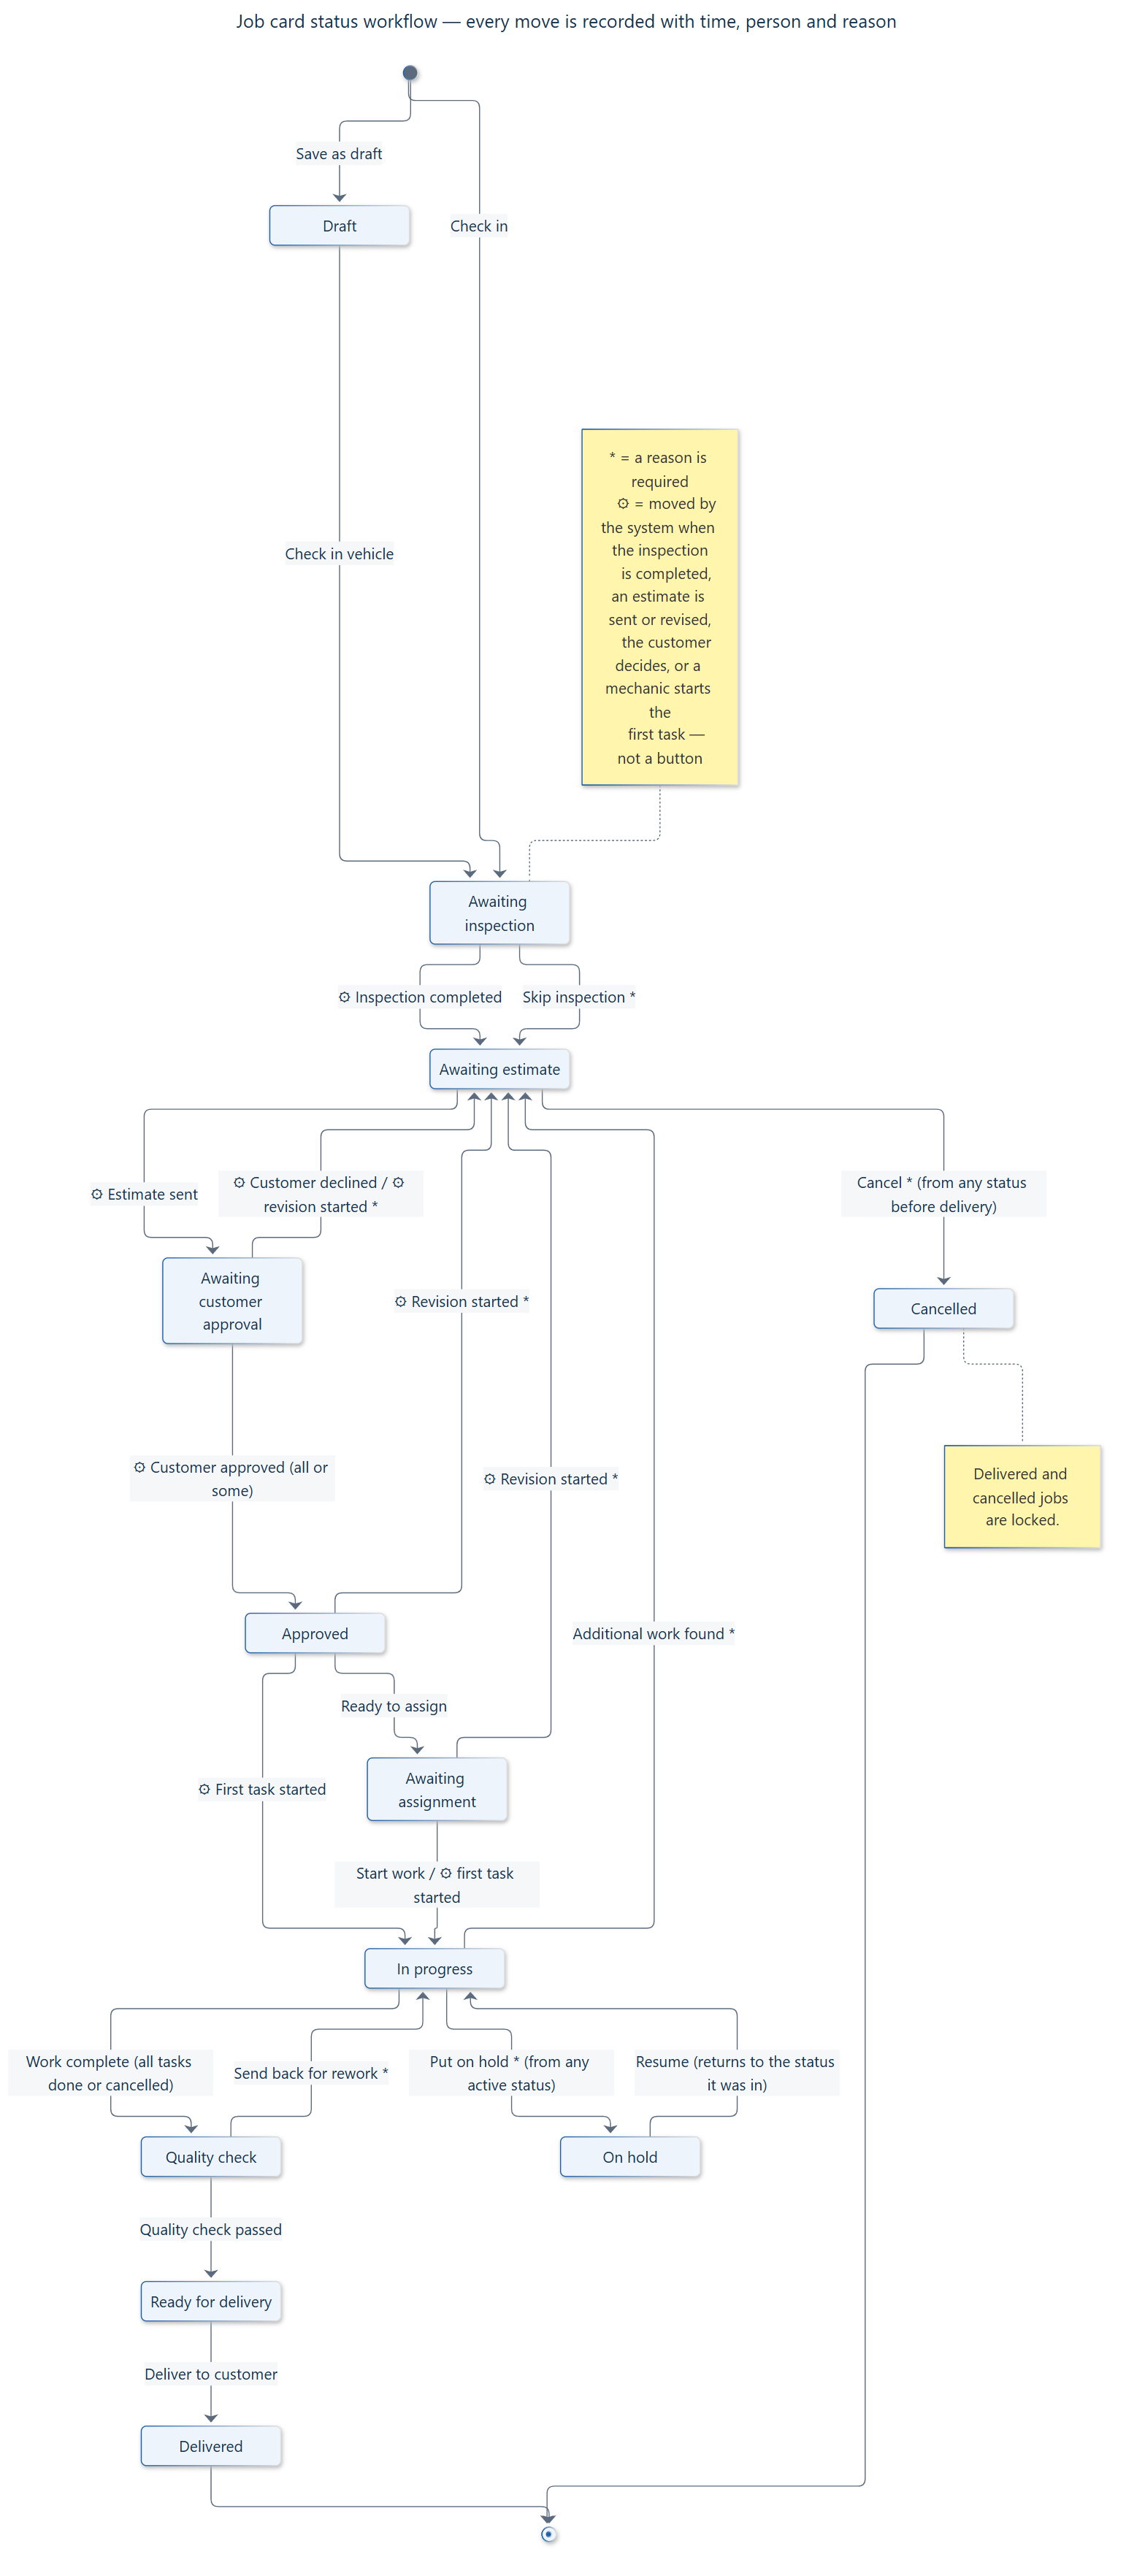 Job card status workflow — every move is recorded with time, person and reason
Save as draft
Draft
Check in
* = a reason is
required
⚙ = moved by
the system when
the inspection
is completed,
an estimate is
sent or revised,
the customer
decides, or a
mechanic starts
the
first task —
not a button
Check in vehicle
Awaiting
inspection
⚙ Inspection completed
Skip inspection *
Awaiting estimate
⚙ Estimate sent
⚙ Customer declined / ⚙
revision started *
Cancel * (from any status
before delivery)
Awaiting
customer
approval
⚙ Revision started *
Cancelled
⚙ Customer approved (all or
some)
⚙ Revision started *
Delivered and
cancelled jobs
are locked.
Approved
Additional work found *
Ready to assign
⚙ First task started
Awaiting
assignment
Start work / ⚙ first task
started
In progress
Work complete (all tasks
done or cancelled)
Send back for rework *
Put on hold * (from any
active status)
Resume (returns to the status
it was in)
Quality check
On hold
Quality check passed
Ready for delivery
Deliver to customer
Delivered